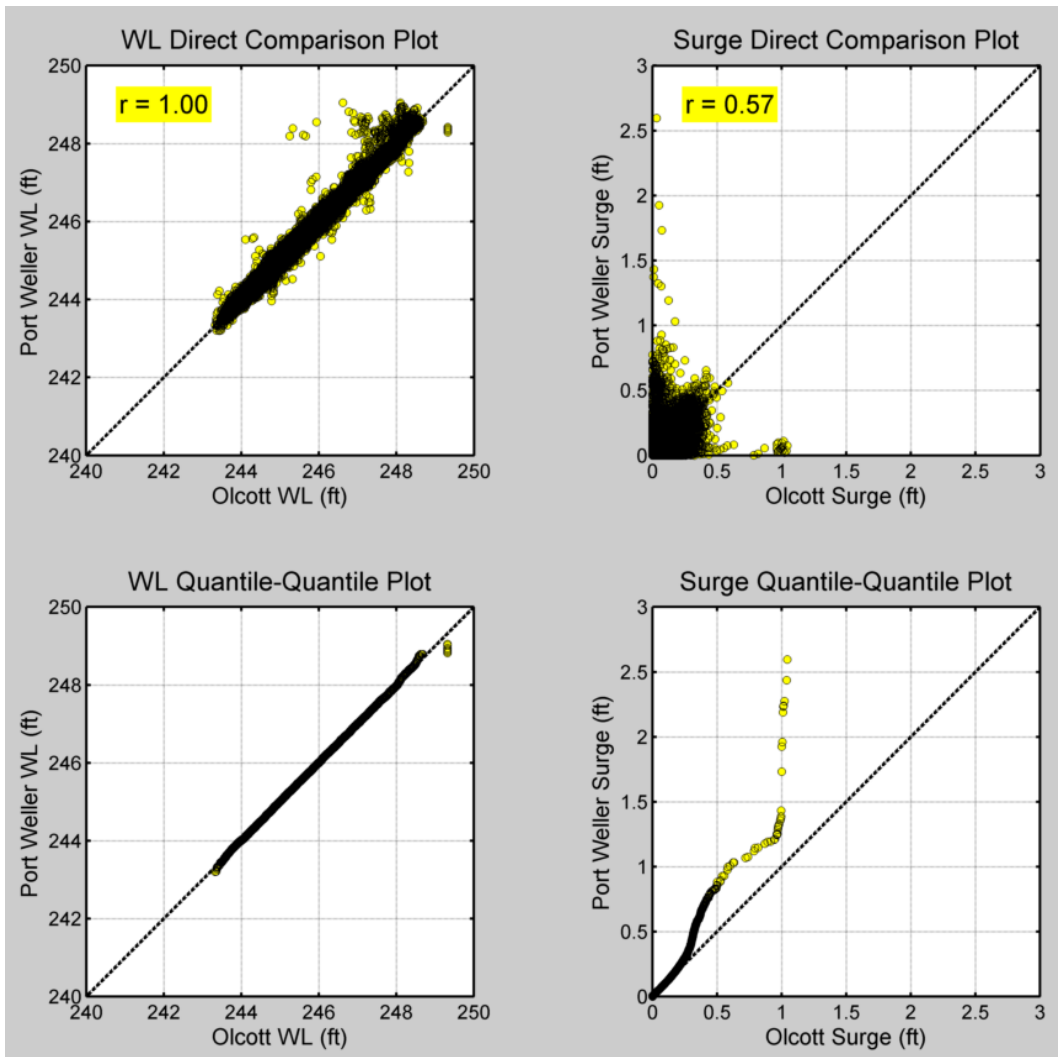 WL Direct Comparison Plot
250
248
246
244
242
240
Port Weller WL (ft)
r = 1.00
240 242 244 246 248 250
Olcott WL (ft)
Surge Direct Comparison Plot
3
2.5
2
1.5
1
0.5
0
Port Weller Surge (ft)
r = 0.57
0 0.5 1 1.5 2 2.5 3
Olcott Surge (ft)
WL Quantile-Quantile Plot
250
248
246
244
242
240
Port Weller WL (ft)
240 242 244 246 248 250
Olcott WL (ft)
Surge Quantile-Quantile Plot
3
2.5
2
1.5
1
0.5
0
Port Weller Surge (ft)
0 0.5 1 1.5 2 2.5 3
Olcott Surge (ft)